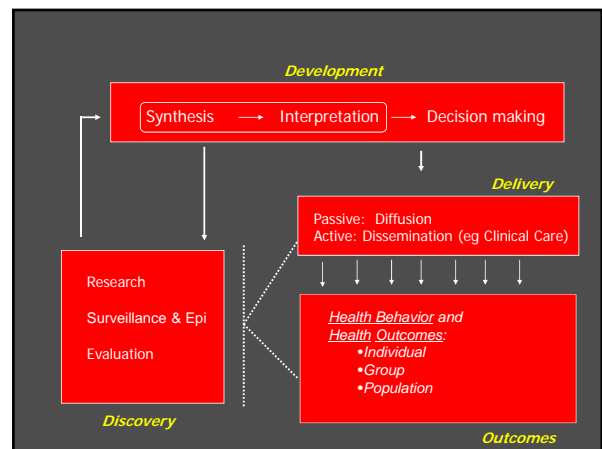 Development
Synthesis Interpretation Decision making
Delivery
Passive: Diffusion
Active: Dissemination (eg Clinical Care)
Research
Surveillance & Epi
Evaluation
Discovery
Health Behavior and
Health Outcomes:
•Individual
•Group
•Population
Outcomes